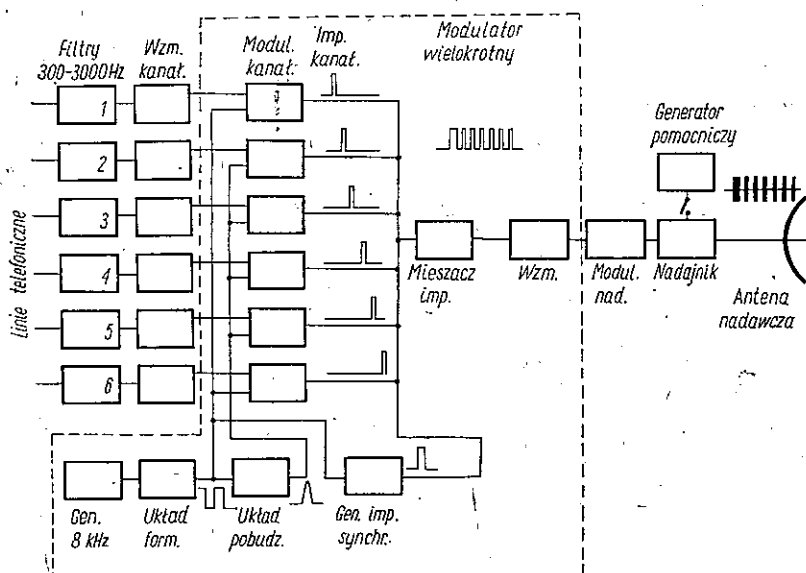 Filtry
300-3000Hz
Wzm.
kanał.
Modul.
kanał.
Imp.
kanat.
Modulator
wielokrotny
Generator
pomocniczy
1
2
3
4
5
6
Linie telefoniczne
Mieszacz
imp.
Wzm.
Modul.
nad.
Nadajnik
Antena
nadawcza
Gen.
8 kHz
Układ
form.
Układ
pobudz.
Gen. imp.
synchr.